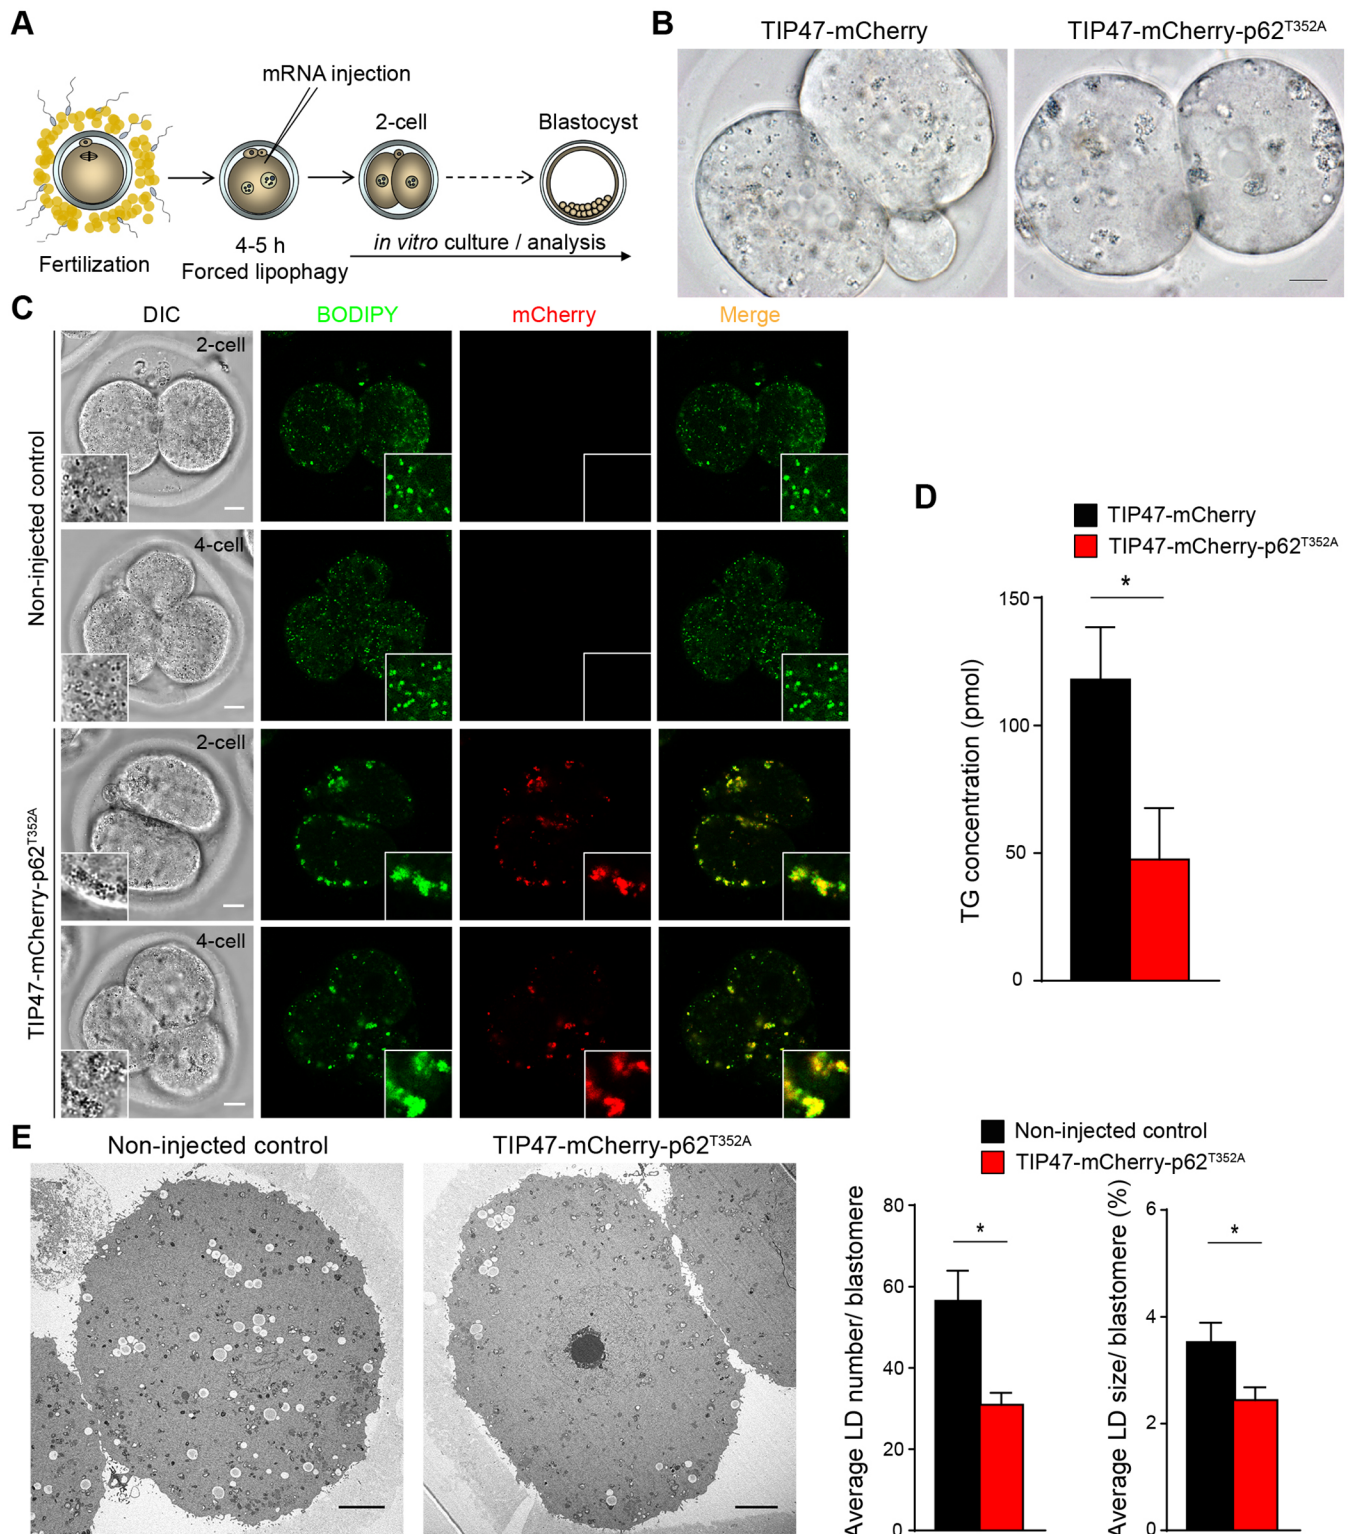 A
mRNA injection
2-cell
Blastocyst
4-5 h
Forced lipophagy
in vitro culture / analysis
Fertilization
B
TIP47-mCherry
TIP47-mCherry-p62T352A
C
DIC
BODIPY
mCherry
Merge
Non-injected control
2-cell
4-cell
TIP47-mCherry-p62T352A
2-cell
4-cell
D
TIP47-mCherry
TIP47-mCherry-p62T352A
*
TG concentration (pmol)
150
100
50
0
E
Non-injected control
TIP47-mCherry-p62T352A
Non-injected control
TIP47-mCherry-p62T352A
Average LD number/ blastomere
80
60
40
20
0
*
Average LD size/ blastomere (%)
6
4
2
0
*